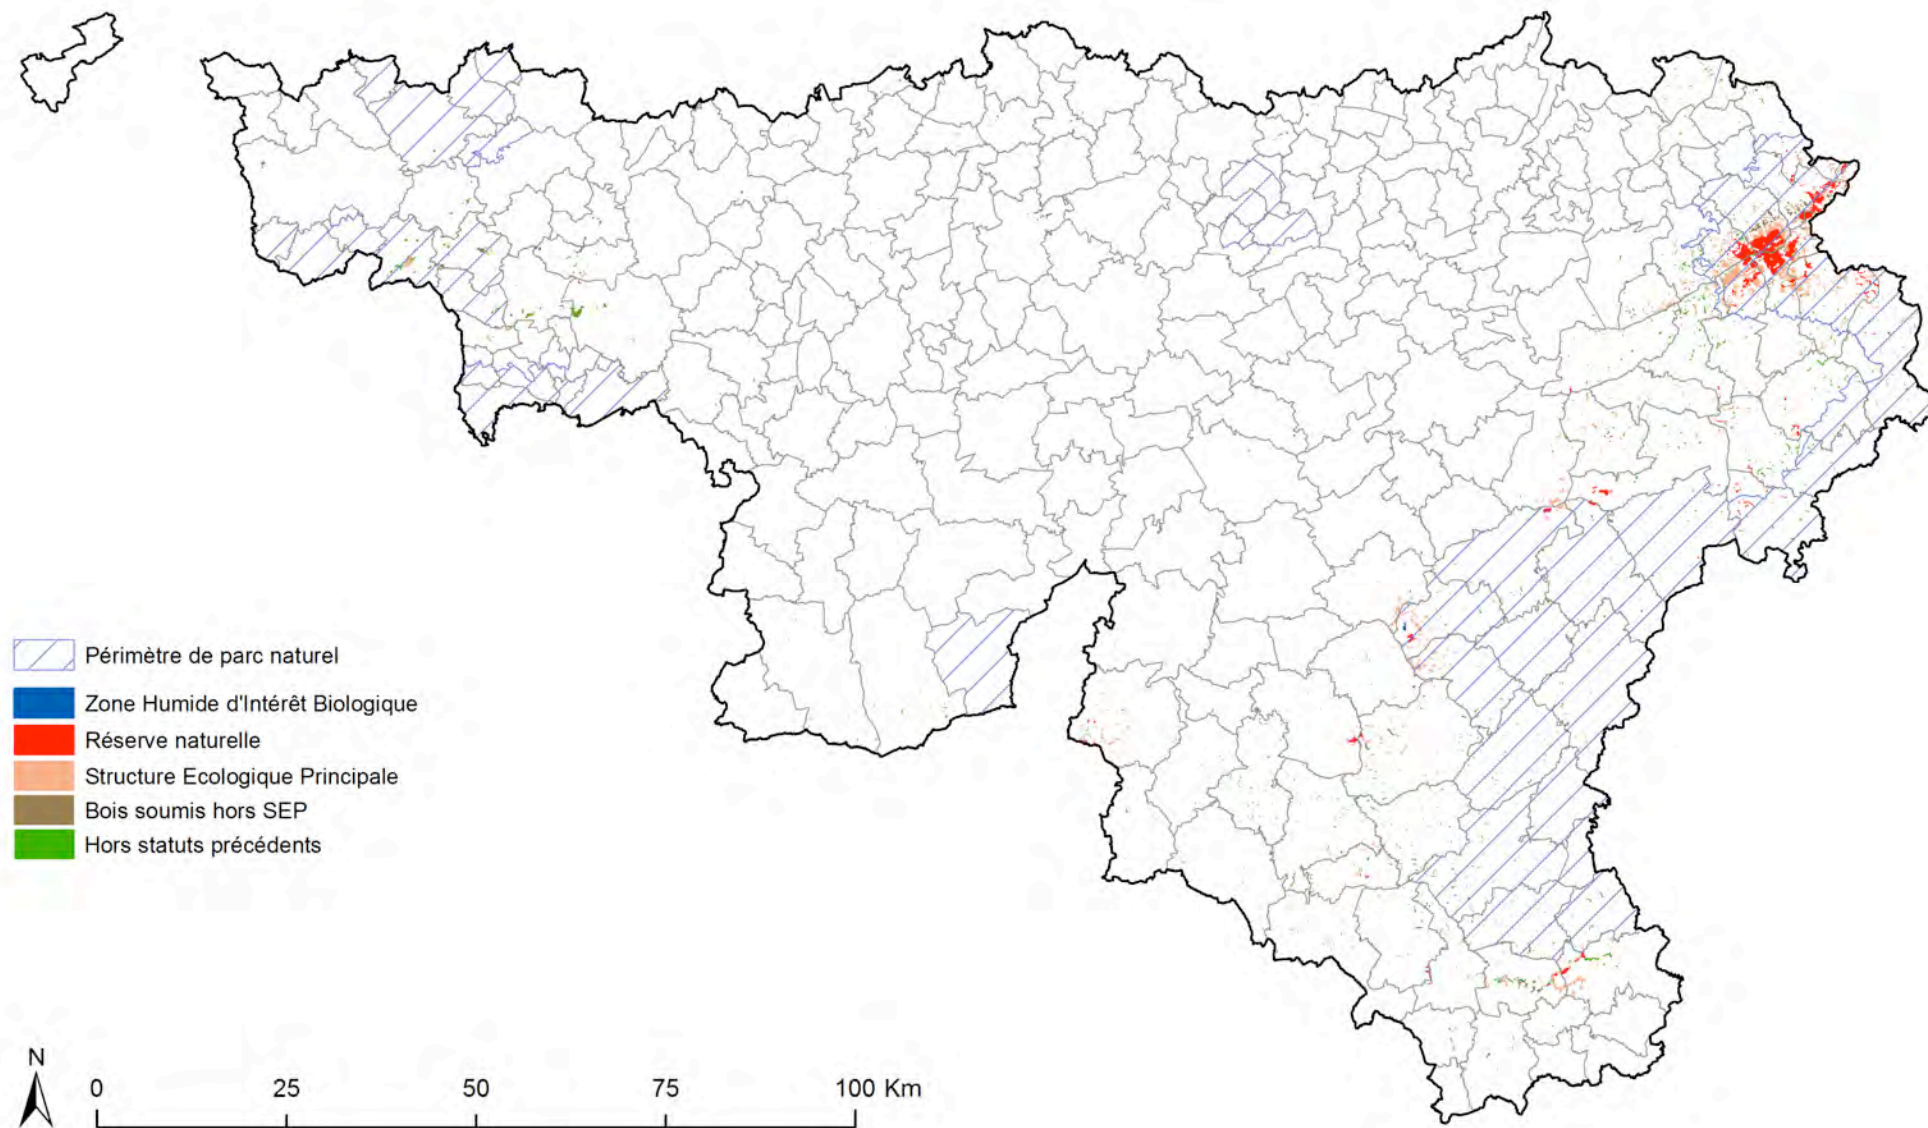 Périmètre de parc naturel
Zone Humide d'Intérêt Biologique
Réserve naturelle
Structure Ecologique Principale
Bois soumis hors SEP
Hors statuts précédents
N
0 25 50 75 100 Km